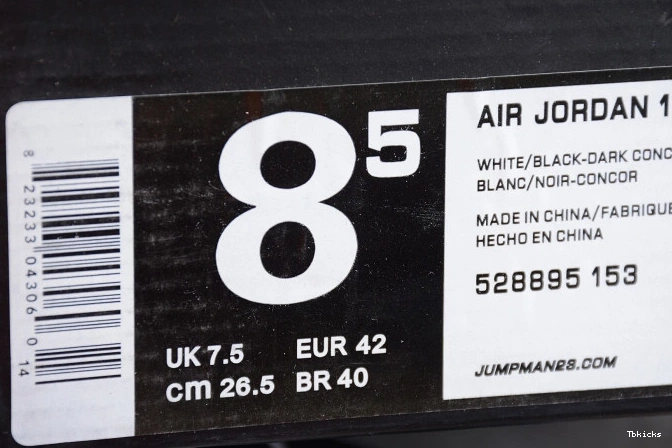 8 23233 04306 0
14
8 5
UK 7.5 EUR 42
cm 26.5 BR 40
AIR JORDAN 1
WHITE/BLACK-DARK CONC
BLANC/NOIR-CONCOR
MADE IN CHINA/FABRIQUE
HECHO EN CHINA
528895 153
JUMPMAN23.COM
Tbkicks